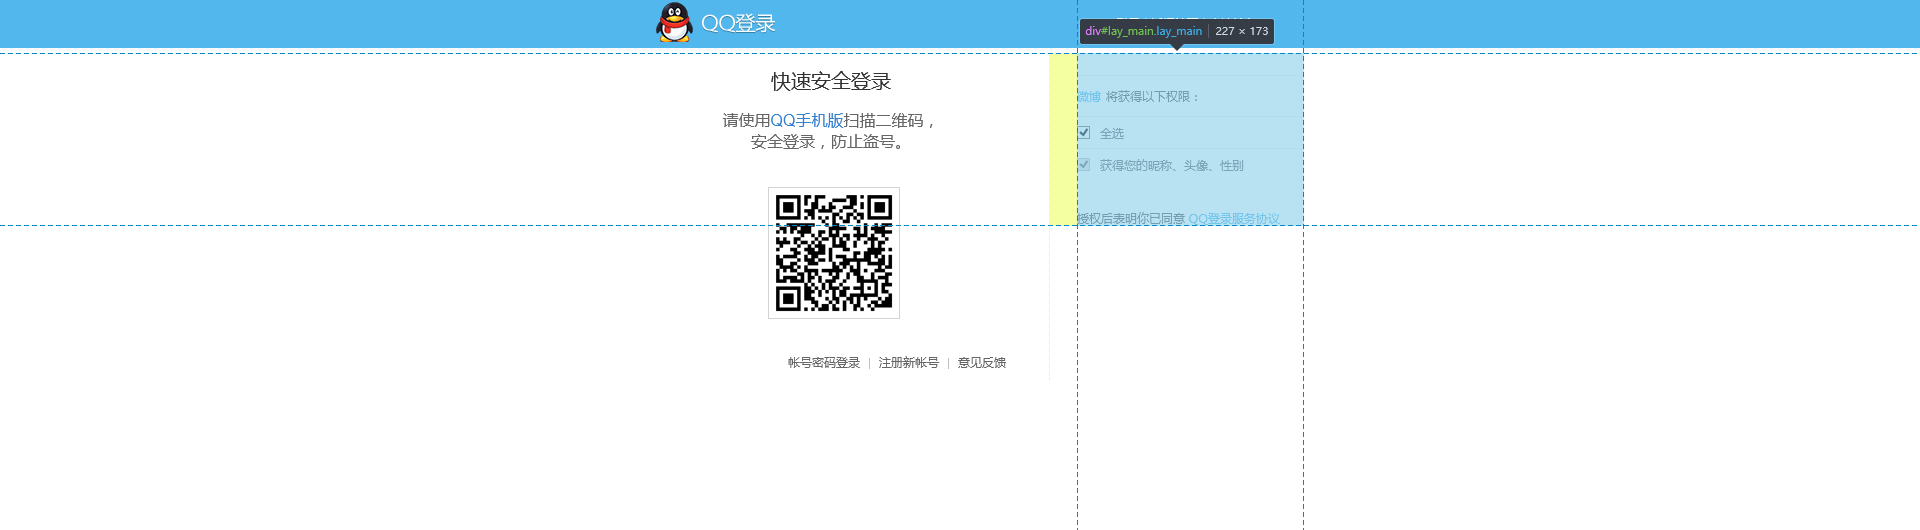 QQ登录
div#lay_main.lay_main 227 × 173
快速安全登录
请使用QQ手机版扫描二维码，
安全登录，防止盗号。
帐号密码登录 | 注册新帐号 | 意见反馈
微博 将获得以下权限：
全选
获得您的昵称、头像、性别
授权后表明你已同意 QQ登录服务协议